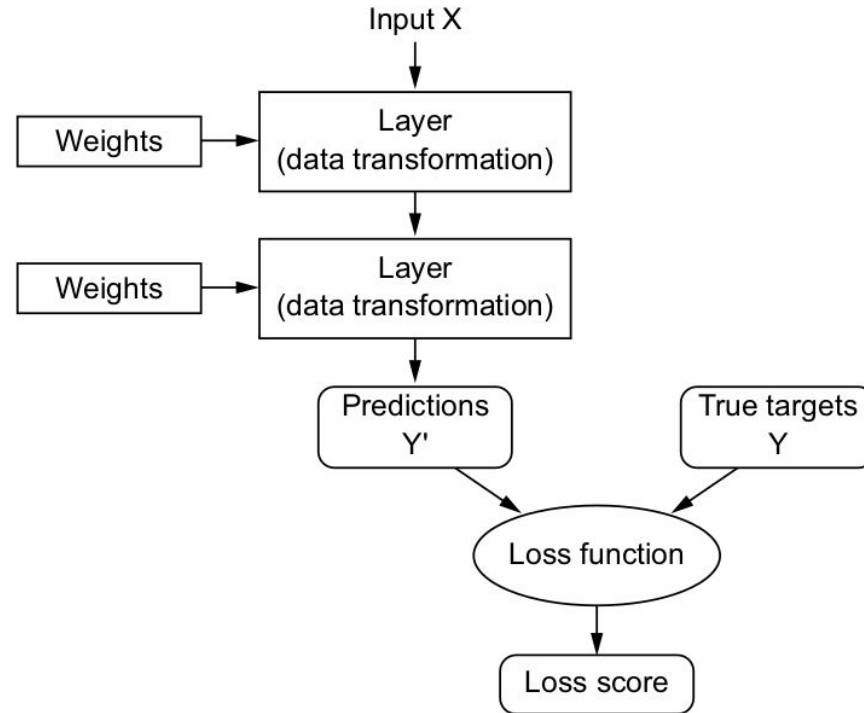 Input X
Weights
Layer
(data transformation)
Weights
Layer
(data transformation)
Predictions
Y'
True targets
Y
Loss function
Loss score